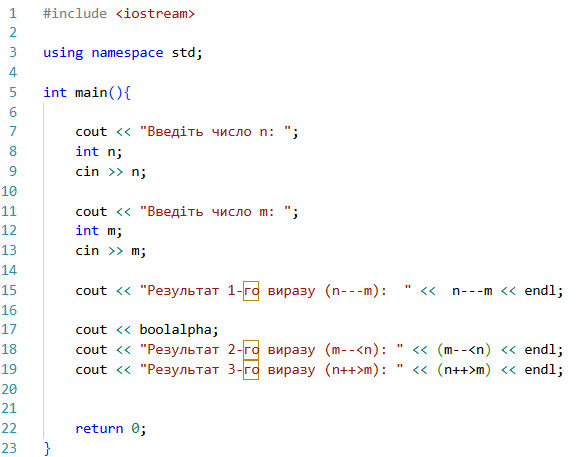 1 #include <iostream>
2
3 using namespace std;
4
5 int main(){
6
7 cout << "Введіть число n: ";
8 int n;
9 cin >> n;
10
11 cout << "Введіть число m: ";
12 int m;
13 cin >> m;
14
15 cout << "Результат 1-го виразу (n---m):  " <<  n---m << endl;
16
17 cout << boolalpha;
18 cout << "Результат 2-го виразу (m--<n): " << (m--<n) << endl;
19 cout << "Результат 3-го виразу (n++>m): " << (n++>m) << endl;
20
21
22 return 0;
23 }